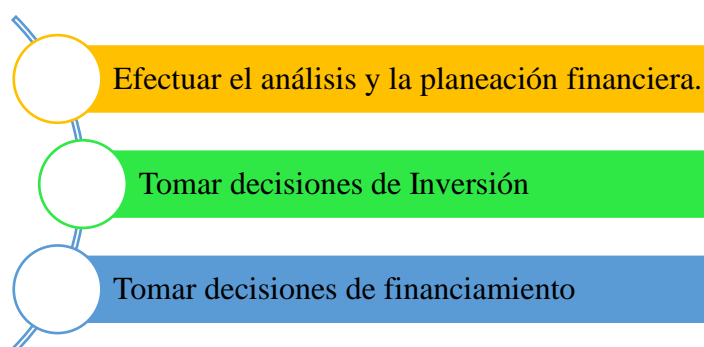 Efectuar el análisis y la planeación financiera.
Tomar decisiones de Inversión
Tomar decisiones de financiamiento